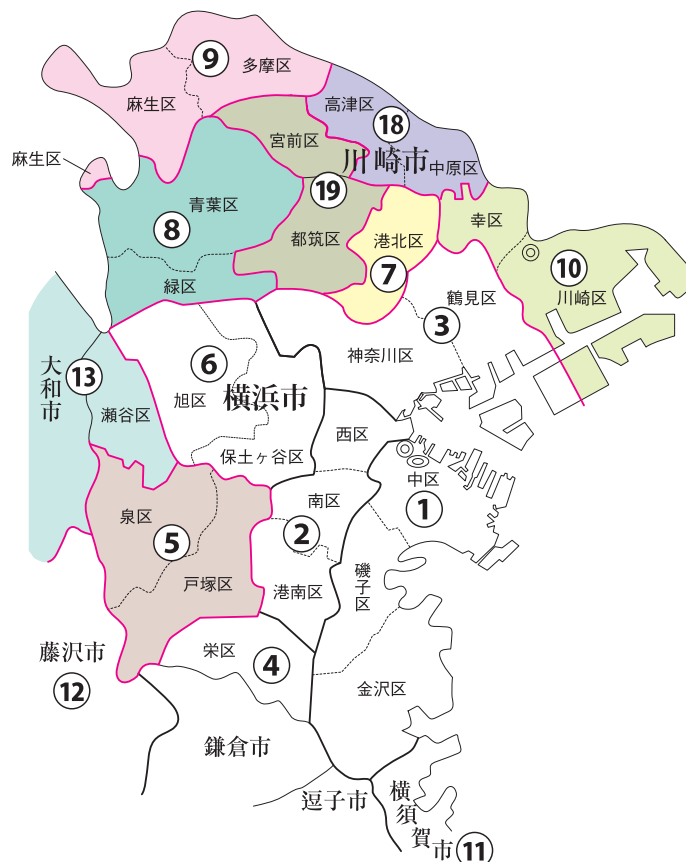 9
多摩区
麻生区
高津区
18
宮前区
川崎市
麻生区
中原区
19
青葉区
幸区
8
都筑区
港北区
10
7
緑区
川崎区
鶴見区
3
神奈川区
6
大和市
13
旭区
横浜市
瀬谷区
西区
保土ヶ谷区
中区
南区
1
泉区
5
2
磯子区
戸塚区
港南区
藤沢市
栄区
4
12
金沢区
鎌倉市
逗子市
横須賀市
11